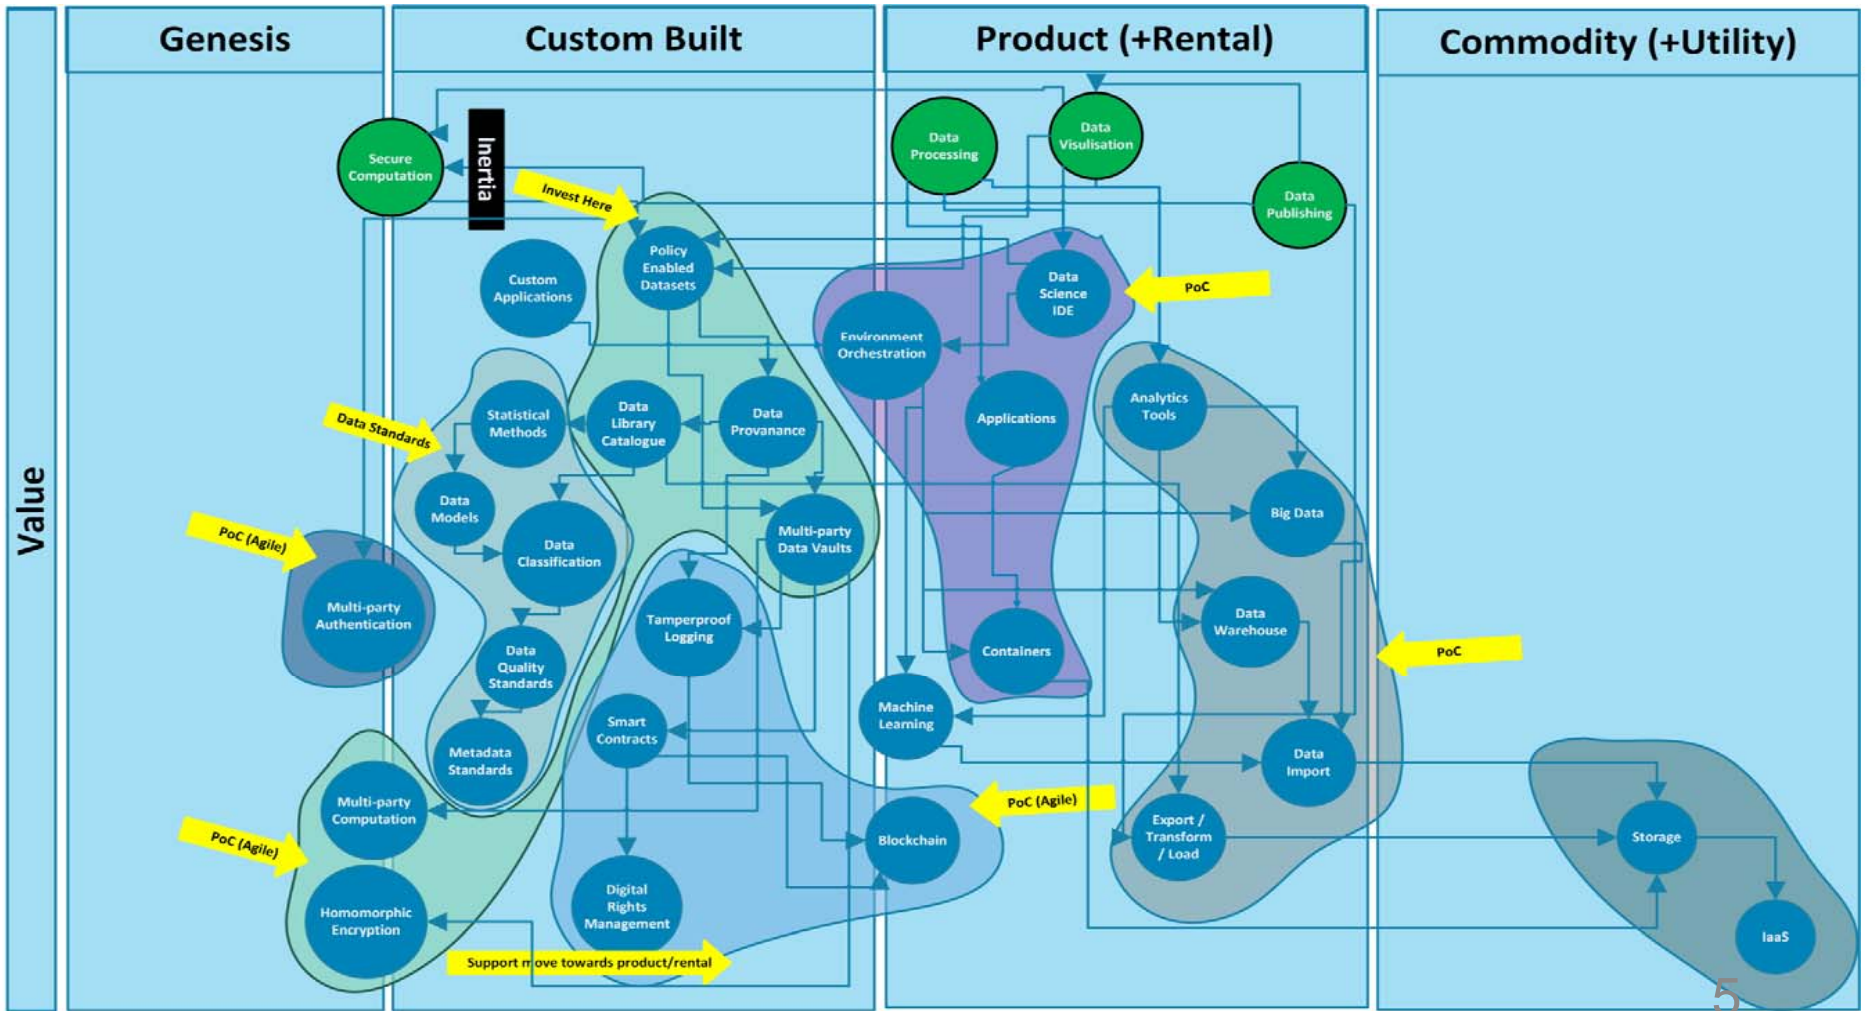 Genesis
Custom Built
Product (+Rental)
Commodity (+Utility)
Value
Secure
Computation
Inertia
Invest Here
Data
Processing
Data
Visulisation
Data
Publishing
Policy
Enabled
Datasets
Custom
Applications
Data
Science
IDE
PoC
Environment
Orchestration
Data Standards
Statistical
Methods
Data
Library
Catalogue
Data
Provanance
Applications
Analytics
Tools
Data
Models
Data
Classification
Multi-party
Data Vaults
Big Data
PoC (Agile)
Multi-party
Authentication
Tamperproof
Logging
Data
Warehouse
Containers
PoC
Data
Quality
Standards
Smart
Contracts
Machine
Learning
Metadata
Standards
Data
Import
Multi-party
Computation
PoC (Agile)
PoC (Agile)
Blockchain
Export /
Transform
/ Load
Storage
Homomorphic
Encryption
Digital
Rights
Management
IaaS
Support move towards product/rental
5